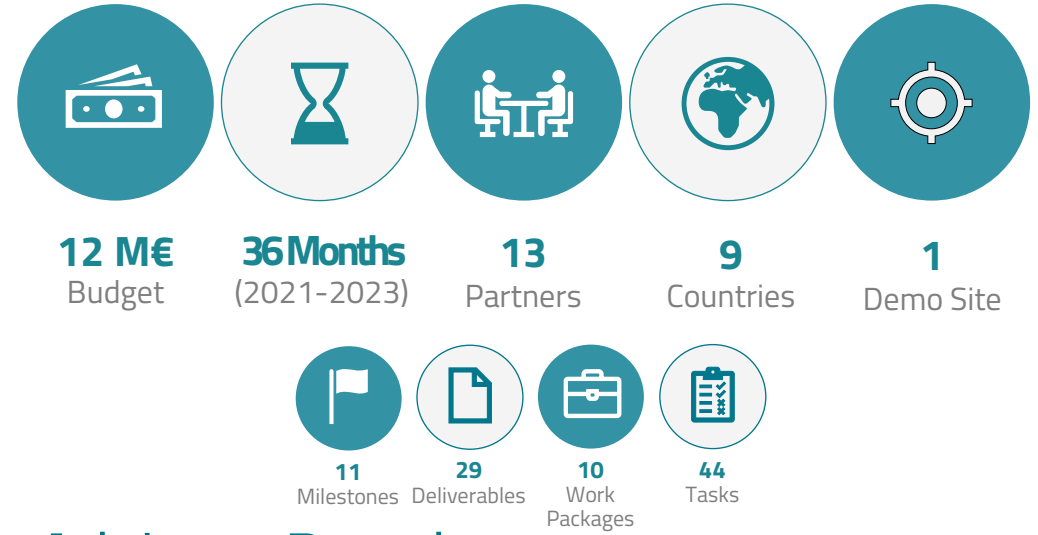 12 M€
Budget
36 Months
(2021-2023)
13
Partners
9
Countries
1
Demo Site
11
Milestones
29
Deliverables
10
Work
Packages
44
Tasks